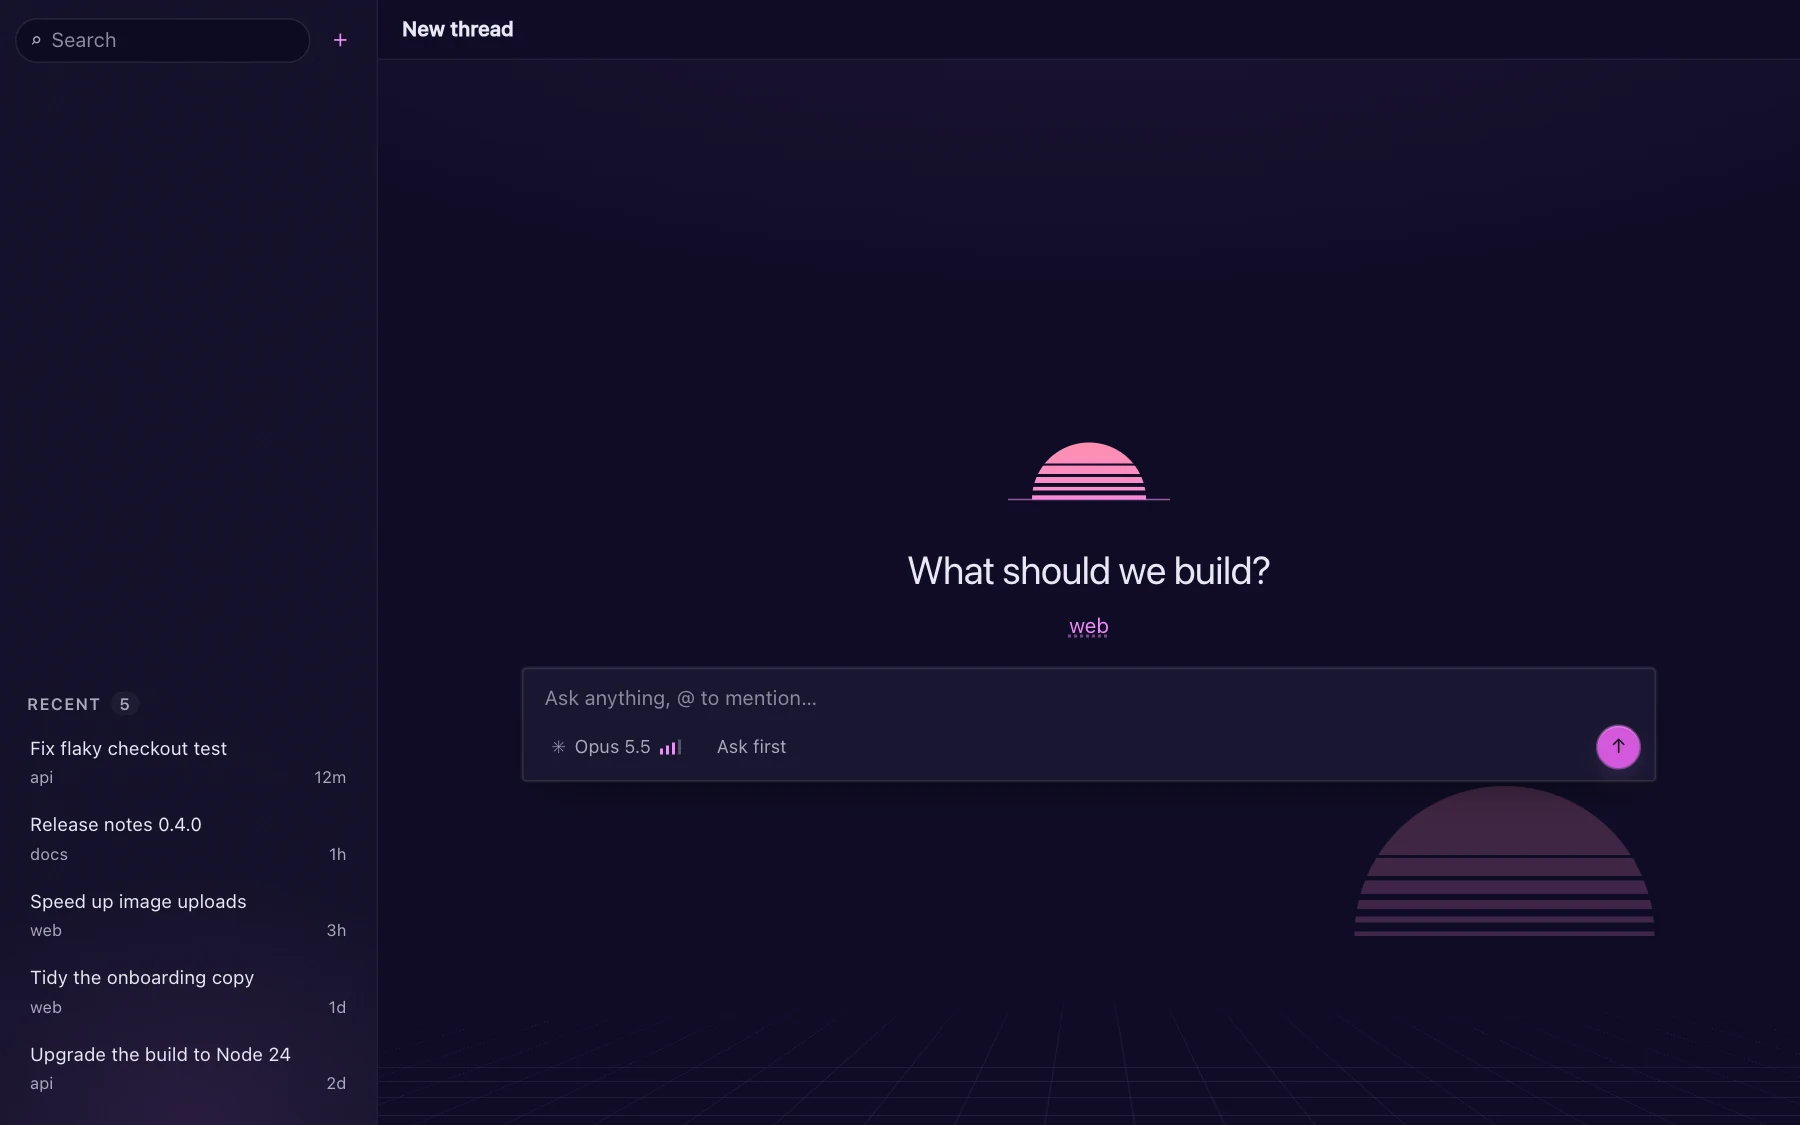 Search
+
New thread
What should we build?
web
Ask anything, @ to mention...
Opus 5.5
Ask first
RECENT 5
Fix flaky checkout test
api 12m
Release notes 0.4.0
docs 1h
Speed up image uploads
web 3h
Tidy the onboarding copy
web 1d
Upgrade the build to Node 24
api 2d